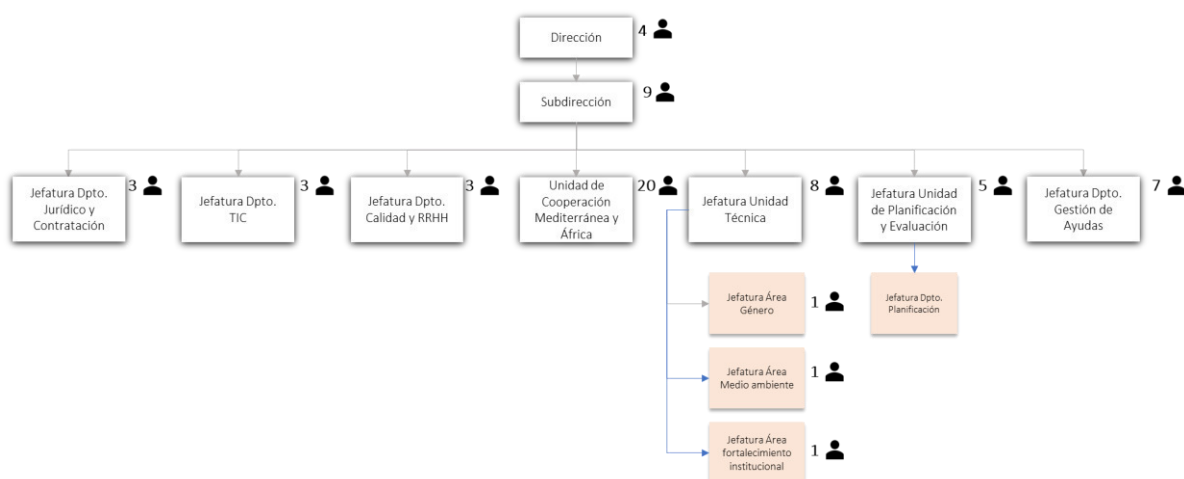 Dirección
4
Subdirección
9
Jefatura Dpto.
Jurídico y
Contratación
3
Jefatura Dpto.
TIC
3
Jefatura Dpto.
Calidad y RRHH
3
Unidad de
Cooperación
Mediterránea y
África
20
Jefatura Unidad
Técnica
8
Jefatura Unidad
de Planificación
y Evaluación
5
Jefatura Dpto.
Gestión de
Ayudas
7
Jefatura Área
Género
1
Jefatura Dpto.
Planificación
Jefatura Área
Medio ambiente
1
Jefatura Área
fortalecimiento
institucional
1